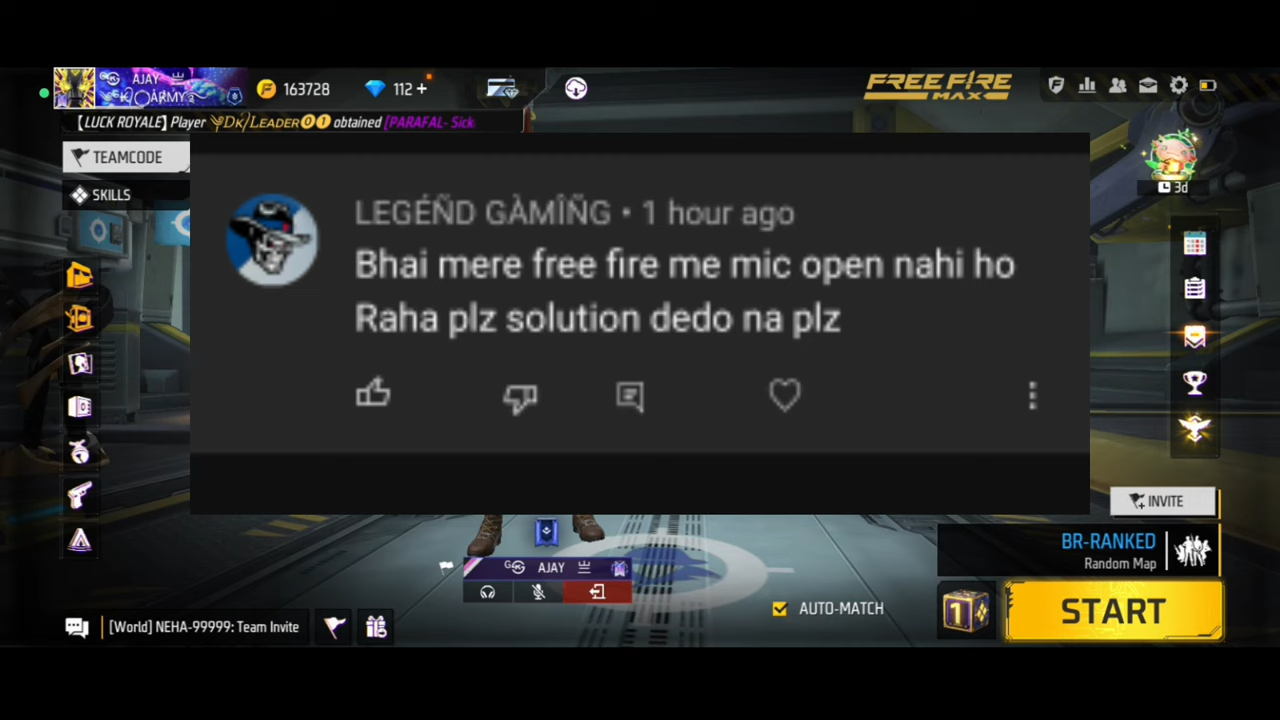 AJAY
163728
112 +
FREE FIRE
MAX
[LUCK ROYALE] Player DK/LEADER01 obtained [PARAFAL- Sick
TEAMCODE
SKILLS
3d
LEGÉÑD GÀMÎÑG • 1 hour ago
Bhai mere free fire me mic open nahi ho
Raha plz solution dedo na plz
INVITE
BR-RANKED
Random Map
AJAY
AUTO-MATCH
1
START
[World] NEHA-99999: Team Invite